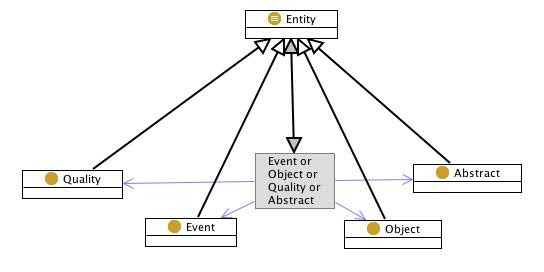 Entity
Event or
Object or
Quality or
Abstract
Quality
Abstract
Event
Object